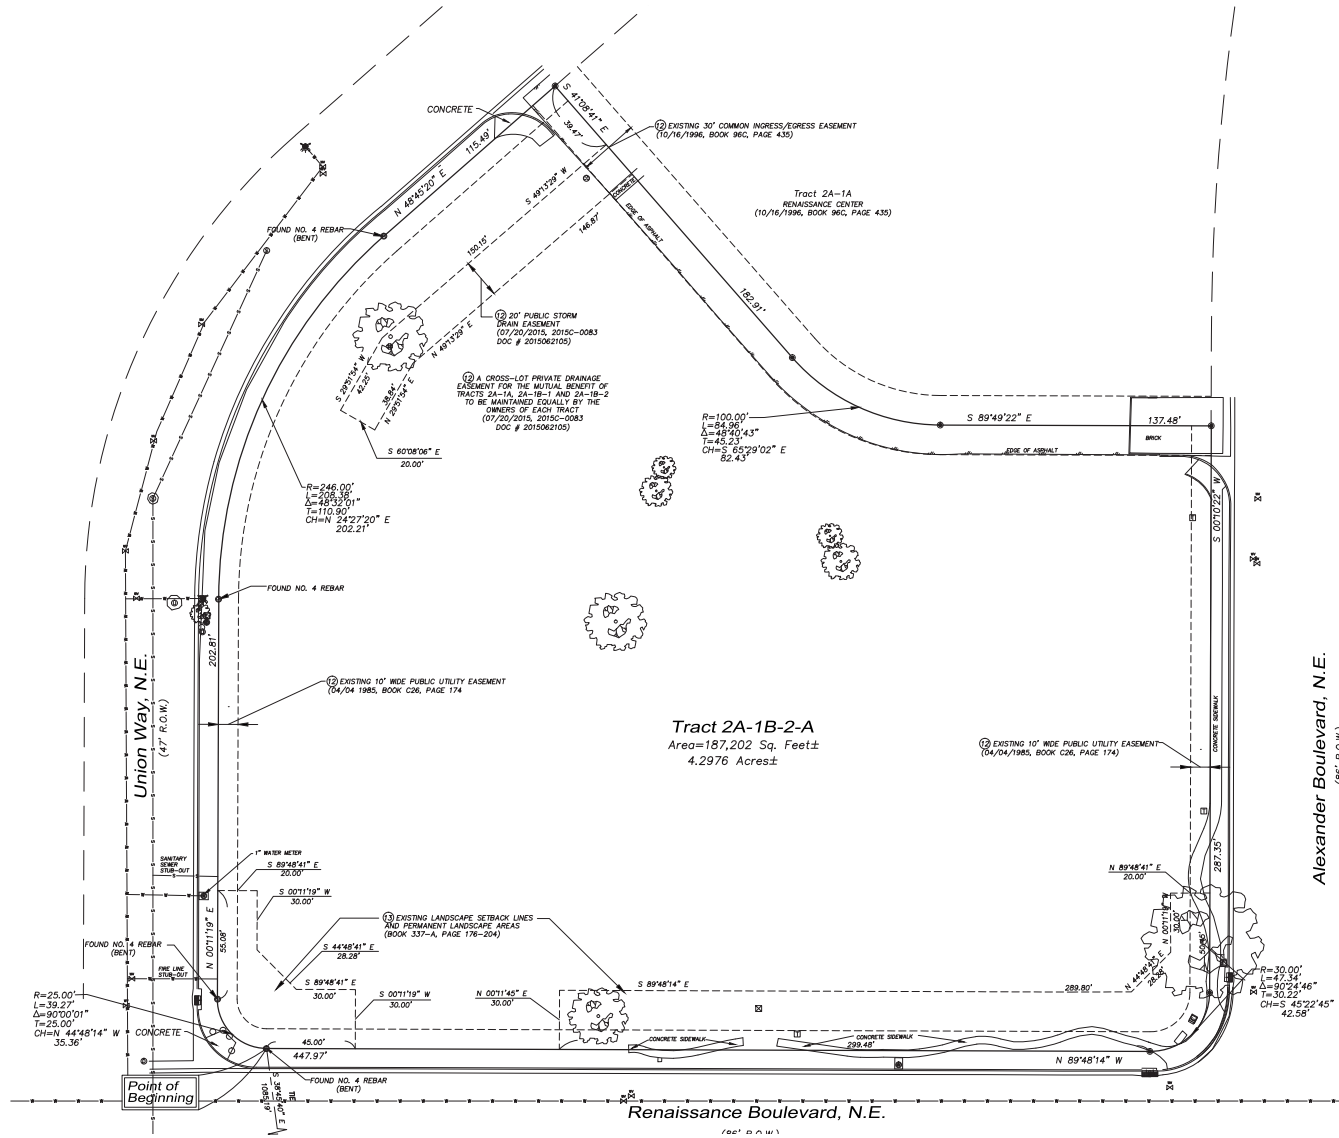 CONCRETE
S 41°08'41" E
39.47'
⑫ EXISTING 30' COMMON INGRESS/EGRESS EASEMENT
(10/16/1996, BOOK 96C, PAGE 435)
115.49'
N 48°45'20" E
S 49°13'29" W
CONCRETE
EDGE OF ASPHALT
Tract 2A-1A
RENAISSANCE CENTER
(10/16/1996, BOOK 96C, PAGE 435)
FOUND NO. 4 REBAR
(BENT)
150.15'
146.87'
182.91'
⑫ 20' PUBLIC STORM
DRAIN EASEMENT
(07/20/2015, 2015C-0083
DOC # 2015062105)
N 49°13'29" E
S 29°51'54" W
42.25'
38.84'
N 29°51'54" E
⑫ A CROSS-LOT PRIVATE DRAINAGE
EASEMENT FOR THE MUTUAL BENEFIT OF
TRACTS 2A-1A, 2A-1B-1 AND 2A-1B-2
TO BE MAINTAINED EQUALLY BY THE
OWNERS OF EACH TRACT
(07/20/2015, 2015C-0083
DOC # 2015062105)
S 60°08'06" E
20.00'
R=100.00'
L=84.96'
Δ=48°40'43"
T=45.23'
CH=S 65°29'02" E
82.43'
S 89°49'22" E
137.48'
BRICK
EDGE OF ASPHALT
R=246.00'
L=208.38'
Δ=48°32'01"
T=110.90'
CH=N 24°27'20" E
202.21'
S 00°10'22" W
FOUND NO. 4 REBAR
202.81'
Union Way, N.E.
(47' R.O.W.)
⑫ EXISTING 10' WIDE PUBLIC UTILITY EASEMENT
(04/04 1985, BOOK C26, PAGE 174
Tract 2A-1B-2-A
Area=187,202 Sq. Feet±
4.2976 Acres±
⑫ EXISTING 10' WIDE PUBLIC UTILITY EASEMENT
(04/04/1985, BOOK C26, PAGE 174)
CONCRETE SIDEWALK
Alexander Boulevard, N.E.
(86' R.O.W.)
287.35'
1" WATER METER
SANITARY
SEWER
STUB-OUT
S 89°48'41" E
20.00'
S 00°11'19" W
30.00'
N 89°48'41" E
20.00'
N 00°11'19" W
30.00'
⑬ EXISTING LANDSCAPE SETBACK LINES
AND PERMANENT LANDSCAPE AREAS
(BOOK 337-A, PAGE 176-204)
N 00°11'19" E
55.08'
FOUND NO. 4 REBAR
(BENT)
S 44°48'41" E
28.28'
FIRE LINE
STUB-OUT
S 89°48'41" E
30.00'
S 00°11'19" W
30.00'
N 00°11'45" E
30.00'
S 89°48'14" E
289.80'
28.38'
R=25.00'
L=39.27'
Δ=90°00'01"
T=25.00'
CH=N 44°48'14" W
35.36'
CONCRETE
R=30.00'
L=47.34'
Δ=90°24'46"
T=30.22'
CH=S 45°22'45"
42.58'
45.00'
447.97'
CONCRETE SIDEWALK
CONCRETE SIDEWALK
299.48'
N 89°48'14" W
Point of
Beginning
FOUND NO. 4 REBAR
(BENT)
TIE
S 38°45'40" E
1085.19'
Renaissance Boulevard, N.E.
(86' R.O.W.)